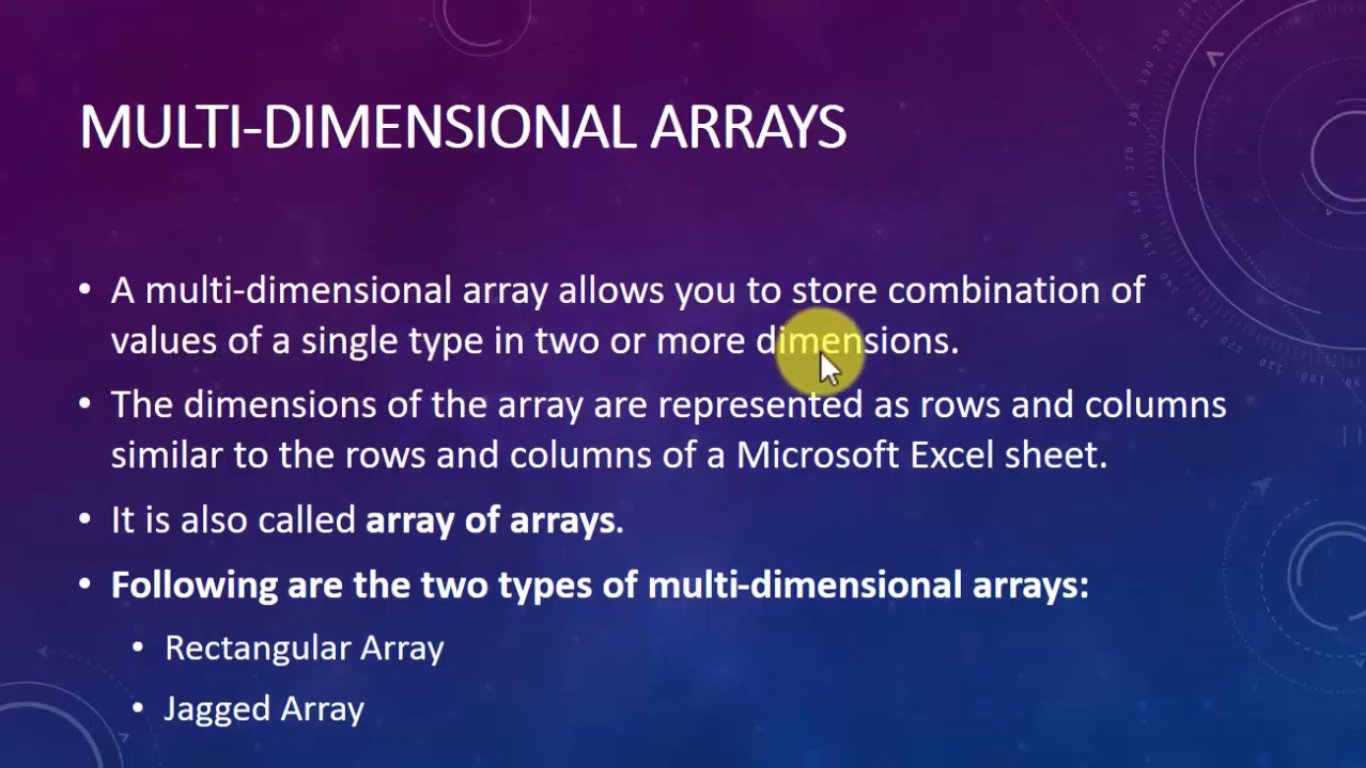 MULTI-DIMENSIONAL ARRAYS
• A multi-dimensional array allows you to store combination of
values of a single type in two or more dimensions.
• The dimensions of the array are represented as rows and columns
similar to the rows and columns of a Microsoft Excel sheet.
• It is also called array of arrays.
• Following are the two types of multi-dimensional arrays:
• Rectangular Array
• Jagged Array